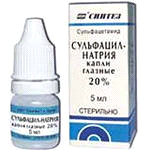 СИНТЕЗ
Сульфацетамид
СУЛЬФАЦИЛ-
НАТРИЯ
КАПЛИ
ГЛАЗНЫЕ
20%
5 МЛ
СТЕРИЛЬНО
СУЛЬФАЦИЛ-
НАТРИЯ
капли глазные 20%
5 мл